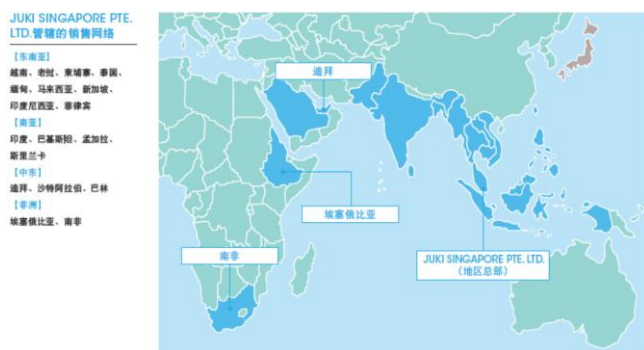 JUKI SINGAPORE PTE.
LTD.管辖的销售网络
【东南亚】
越南、老挝、柬埔寨、泰国、
缅甸、马来西亚、新加坡、
印度尼西亚、菲律宾
【南亚】
印度、巴基斯坦、孟加拉、
斯里兰卡
【中东】
迪拜、沙特阿拉伯、巴林
【非洲】
埃塞俄比亚、南非
迪拜
埃塞俄比亚
南非
JUKI SINGAPORE PTE. LTD.
（地区总部）